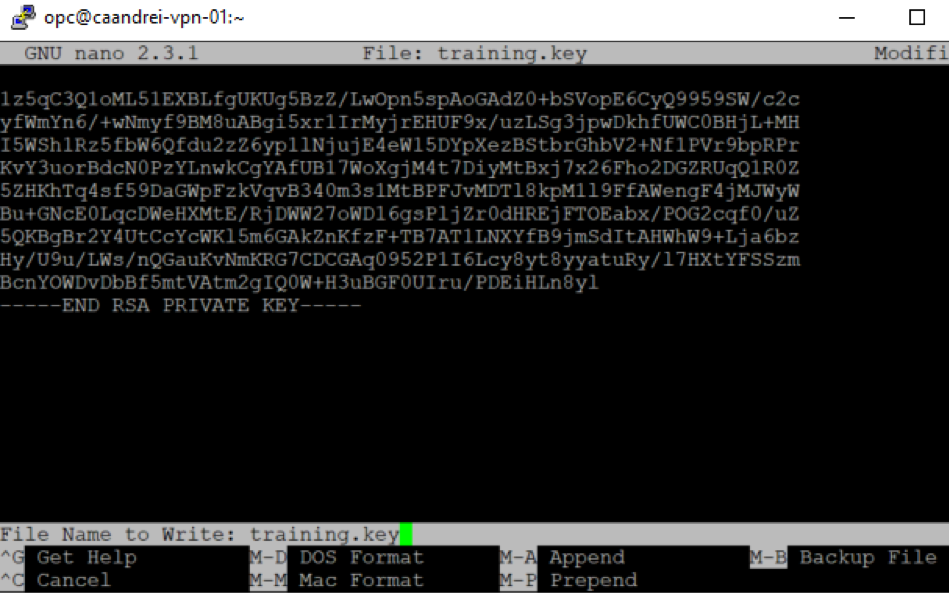 opc@caandrei-vpn-01:~
GNU nano 2.3.1 File: training.key Modifi
1z5qC3QloML51EXBLfgUKUg5BzZ/LwOpn5spAoGAdZ0+bSVopE6CyQ9959SW/c2c
yfWmYn6/+wNmyf9BM8uABgi5xr1IrMyjrEHUF9x/uzLSg3jpwDkhfUWC0BHjL+MH
I5WSh1Rz5fbW6Qfdu2zZ6yp11NjujE4eW15DYpXezBStbrGhbV2+Nf1PVr9bpRPr
KvY3uorBdcN0PzYLnwkCgYAfUB17WoXgjM4t7DiyMtBxj7x26Fho2DGZRUqQlR0Z
5ZHKhTq4sf59DaGWpFzkVqvB340m3s1MtBPFJvMDTl8kpM1l9FfAWengF4jMJWyW
Bu+GNcE0LqcDWeHXMtE/RjDWW27oWDl6gsPljZr0dHREjFTOEabx/POG2cqf0/uZ
5QKBgBr2Y4UtCcYcWKl5m6GAkZnKfzF+TB7AT1LNXYfB9jmSdItAHWhW9+Lja6bz
Hy/U9u/LWs/nQGauKvNmKRG7CDCGAq0952P1I6Lcy8yt8yyatuRy/l7HXtYFSSzm
BcnYOWDvDbBf5mtVAtm2gIQ0W+H3uBGF0UIru/PDEiHLn8yl
-----END RSA PRIVATE KEY-----
File Name to Write: training.key
^G Get Help M-D DOS Format M-A Append M-B Backup File
^C Cancel M-M Mac Format M-P Prepend